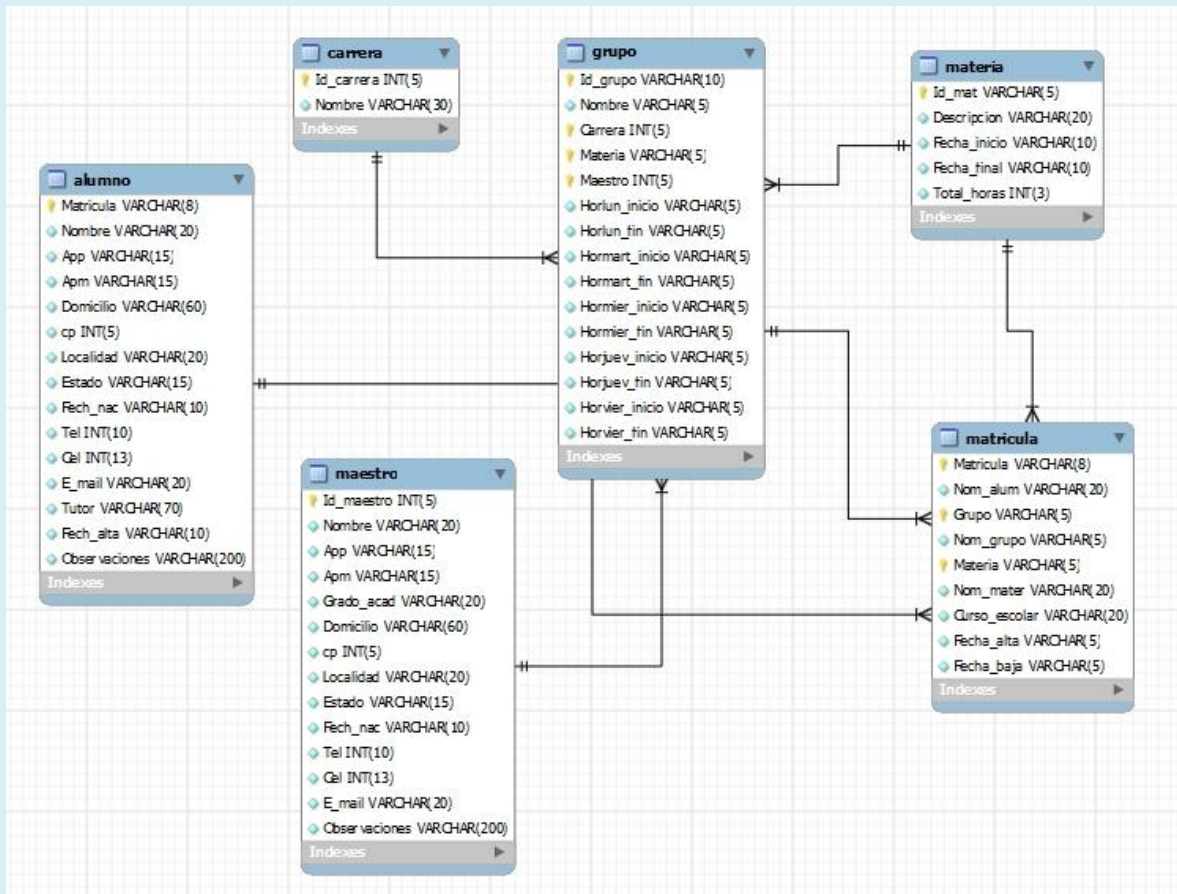 carrera
Id_carrera INT(5)
Nombre VARCHAR(30)
Indexes
grupo
Id_grupo VARCHAR(10)
Nombre VARCHAR(5)
Carrera INT(5)
Materia VARCHAR(5)
Maestro INT(5)
Horlun_inicio VARCHAR(5)
Horlun_fin VARCHAR(5)
Hormart_inicio VARCHAR(5)
Hormart_fin VARCHAR(5)
Hormier_inicio VARCHAR(5)
Hormier_fin VARCHAR(5)
Horjuev_inicio VARCHAR(5)
Horjuev_fin VARCHAR(5)
Horvier_inicio VARCHAR(5)
Horvier_fin VARCHAR(5)
Indexes
materia
Id_mat VARCHAR(5)
Descripcion VARCHAR(20)
Fecha_inicio VARCHAR(10)
Fecha_final VARCHAR(10)
Total_horas INT(3)
Indexes
alumno
Matricula VARCHAR(8)
Nombre VARCHAR(20)
App VARCHAR(15)
Apm VARCHAR(15)
Domicilio VARCHAR(60)
cp INT(5)
Localidad VARCHAR(20)
Estado VARCHAR(15)
Fech_nac VARCHAR(10)
Tel INT(10)
Cel INT(13)
E_mail VARCHAR(20)
Tutor VARCHAR(70)
Fech_alta VARCHAR(10)
Observaciones VARCHAR(200)
Indexes
maestro
Id_maestro INT(5)
Nombre VARCHAR(20)
App VARCHAR(15)
Apm VARCHAR(15)
Grado_acad VARCHAR(20)
Domicilio VARCHAR(60)
cp INT(5)
Localidad VARCHAR(20)
Estado VARCHAR(15)
Fech_nac VARCHAR(10)
Tel INT(10)
Cel INT(13)
E_mail VARCHAR(20)
Observaciones VARCHAR(200)
Indexes
matricula
Matricula VARCHAR(8)
Nom_alum VARCHAR(20)
Grupo VARCHAR(5)
Nom_grupo VARCHAR(5)
Materia VARCHAR(5)
Nom_mater VARCHAR(20)
Curso_escolar VARCHAR(20)
Fecha_alta VARCHAR(5)
Fecha_baja VARCHAR(5)
Indexes